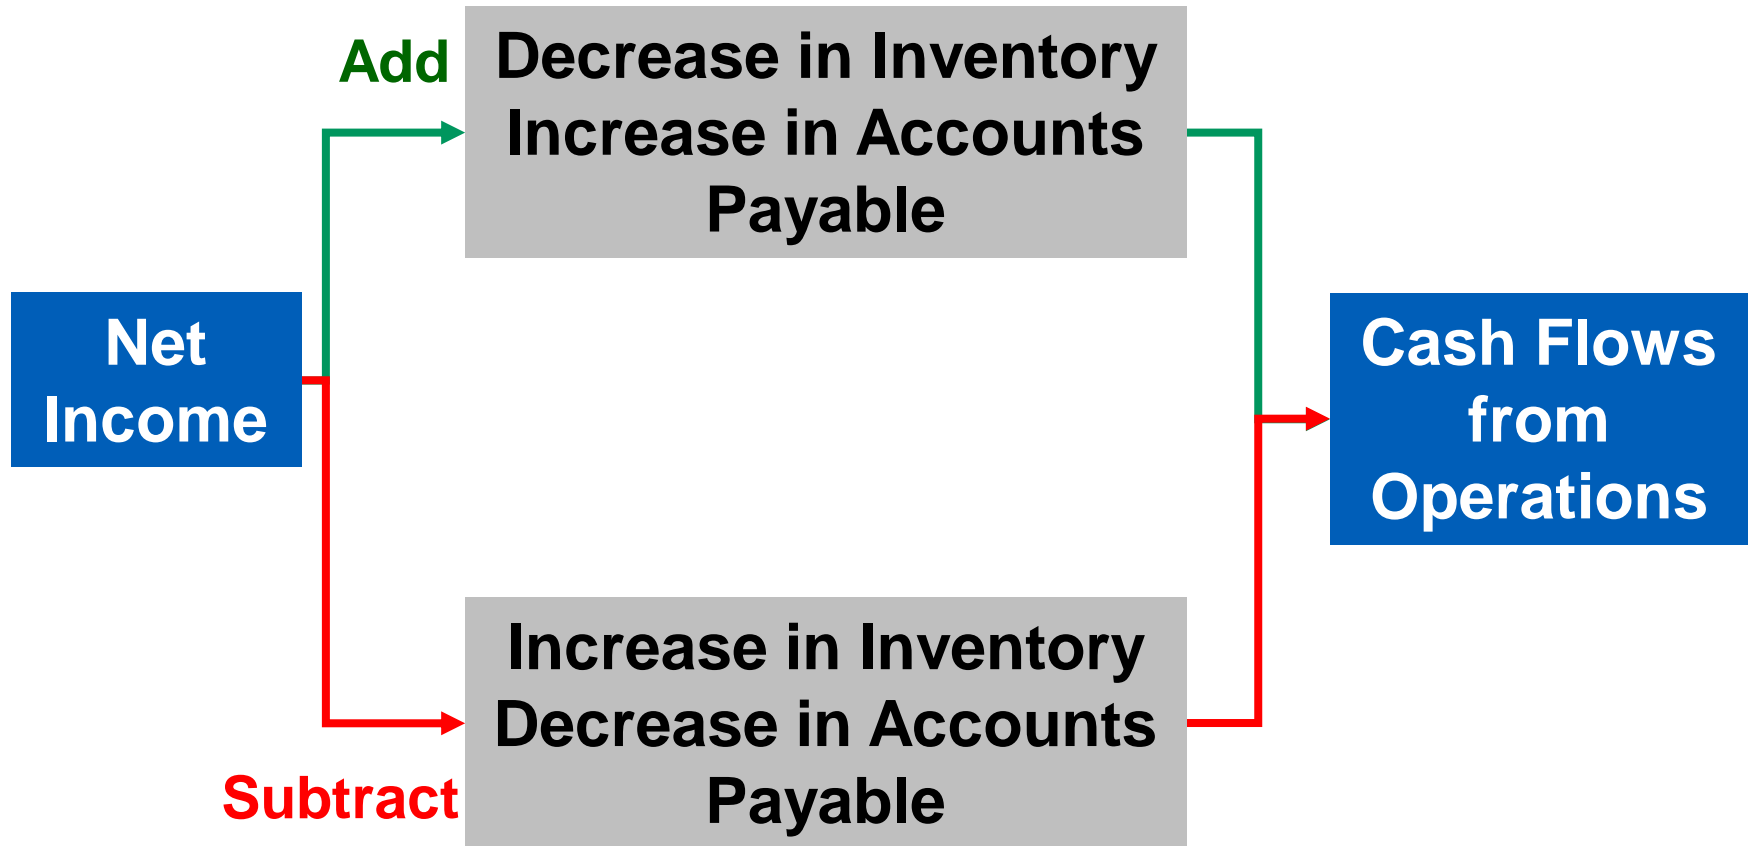 Add
Decrease in Inventory
Increase in Accounts
Payable
Net
Income
Cash Flows
from
Operations
Increase in Inventory
Decrease in Accounts
Payable
Subtract